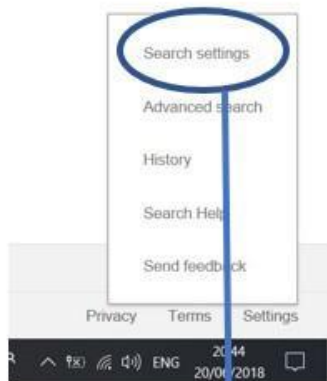 Search settings
Advanced search
History
Search Help
Send feedback
Privacy Terms Settings
ENG 20:44
20/06/2018